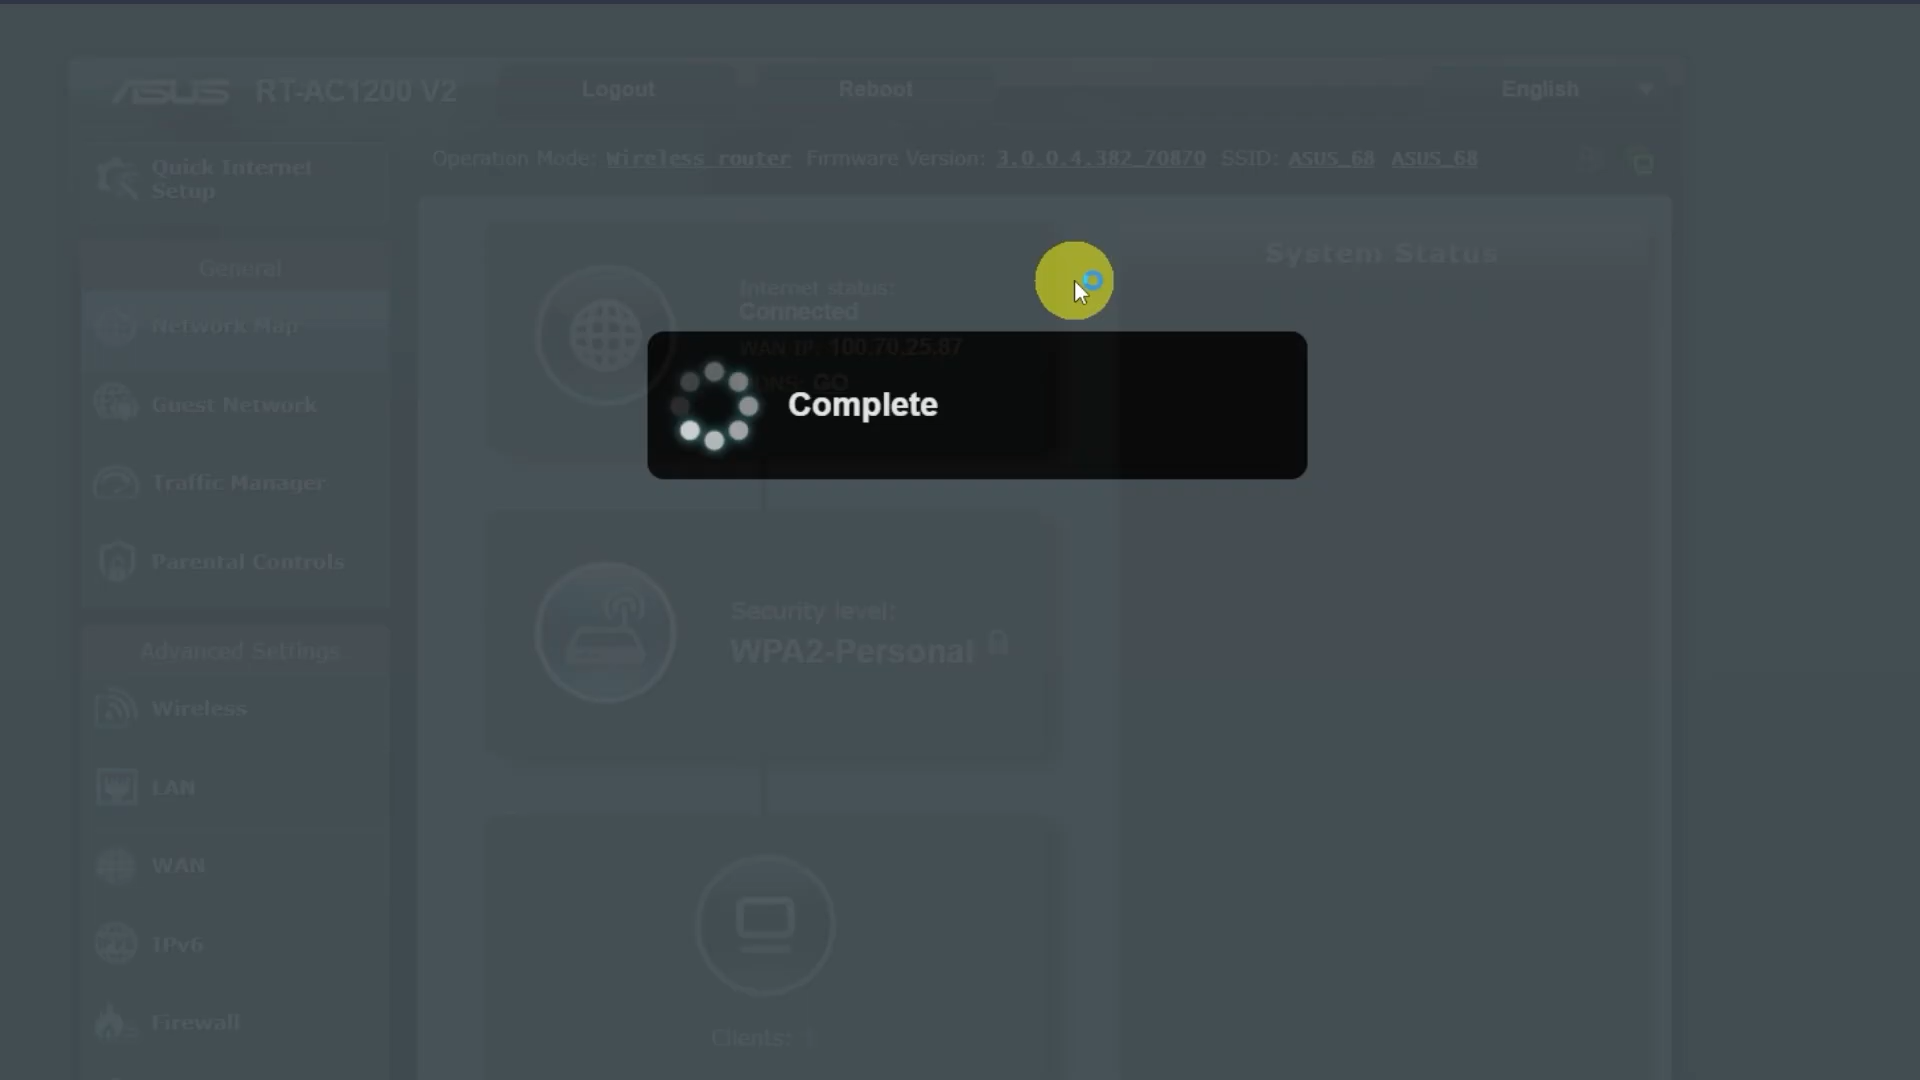 ASUS RT-AC1200 V2 Logout Reboot English
Operation Mode: Wireless router Firmware Version: 3.0.0.4.382_70870 SSID: ASUS_68 ASUS_68
Quick Internet
Setup
General
Network Map
Guest Network
Traffic Manager
Parental Controls
Advanced Settings
Wireless
LAN
WAN
IPv6
Firewall
Internet status:
Connected
WAN IP: 100.70.25.87
DNS: GO
Complete
Security level:
WPA2-Personal
Clients:
System Status